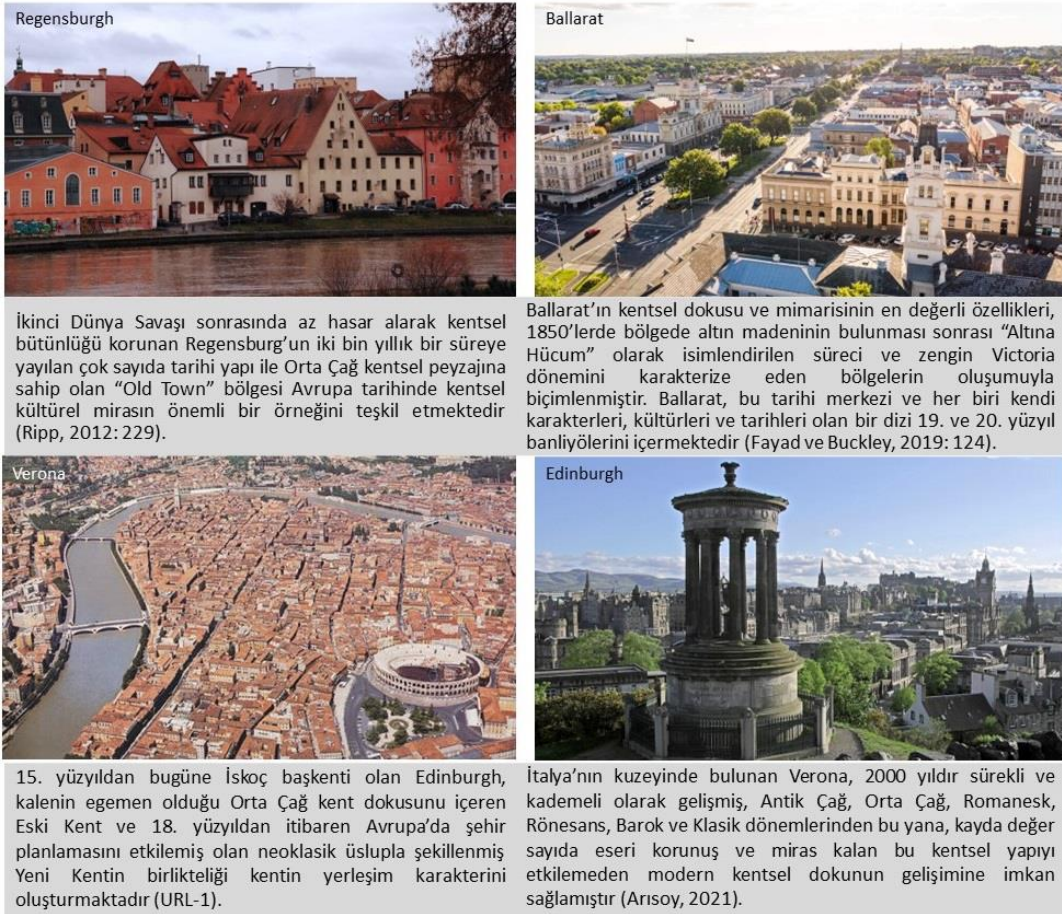 Regensburgh
Ballarat
İkinci Dünya Savaşı sonrasında az hasar alarak kentsel
bütünlüğü korunan Regensburg’un iki bin yıllık bir süreye
yayılan çok sayıda tarihi yapı ile Orta Çağ kentsel peyzajına
sahip olan “Old Town” bölgesi Avrupa tarihinde kentsel
kültürel mirasın önemli bir örneğini teşkil etmektedir
(Ripp, 2012: 229).
Ballarat’ın kentsel dokusu ve mimarisinin en değerli özellikleri,
1850’lerde bölgede altın madeninin bulunması sonrası “Altına
Hücum” olarak isimlendirilen süreci ve zengin Victoria
dönemini karakterize eden bölgelerin oluşumuyla
biçimlenmiştir. Ballarat, bu tarihi merkezi ve her biri kendi
karakterleri, kültürleri ve tarihleri olan bir dizi 19. ve 20. yüzyıl
banliyölerini içermektedir (Fayad ve Buckley, 2019: 124).
Verona
Edinburgh
15. yüzyıldan bugüne İskoç başkenti olan Edinburgh,
kalenin egemen olduğu Orta Çağ kent dokusunu içeren
Eski Kent ve 18. yüzyıldan itibaren Avrupa’da şehir
planlamasını etkilemiş olan neoklasik üslupla şekillenmiş
Yeni Kentin birlikteliği kentin yerleşim karakterini
oluşturmaktadır (URL-1).
İtalya’nın kuzeyinde bulunan Verona, 2000 yıldır sürekli ve
kademeli olarak gelişmiş, Antik Çağ, Orta Çağ, Romanesk,
Rönesans, Barok ve Klasik dönemlerinden bu yana, kayda değer
sayıda eseri korunuş ve miras kalan bu kentsel yapıyı
etkilemeden modern kentsel dokunun gelişimine imkan
sağlamıştır (Arısoy, 2021).